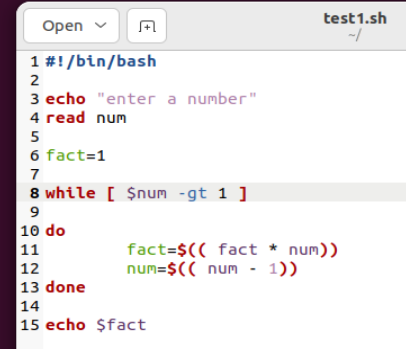 Open
test1.sh
~/
1 #!/bin/bash
2
3 echo "enter a number"
4 read num
5
6 fact=1
7
8 while [ $num -gt 1 ]
9
10 do
11 fact=$(( fact * num))
12 num=$(( num - 1))
13 done
14
15 echo $fact